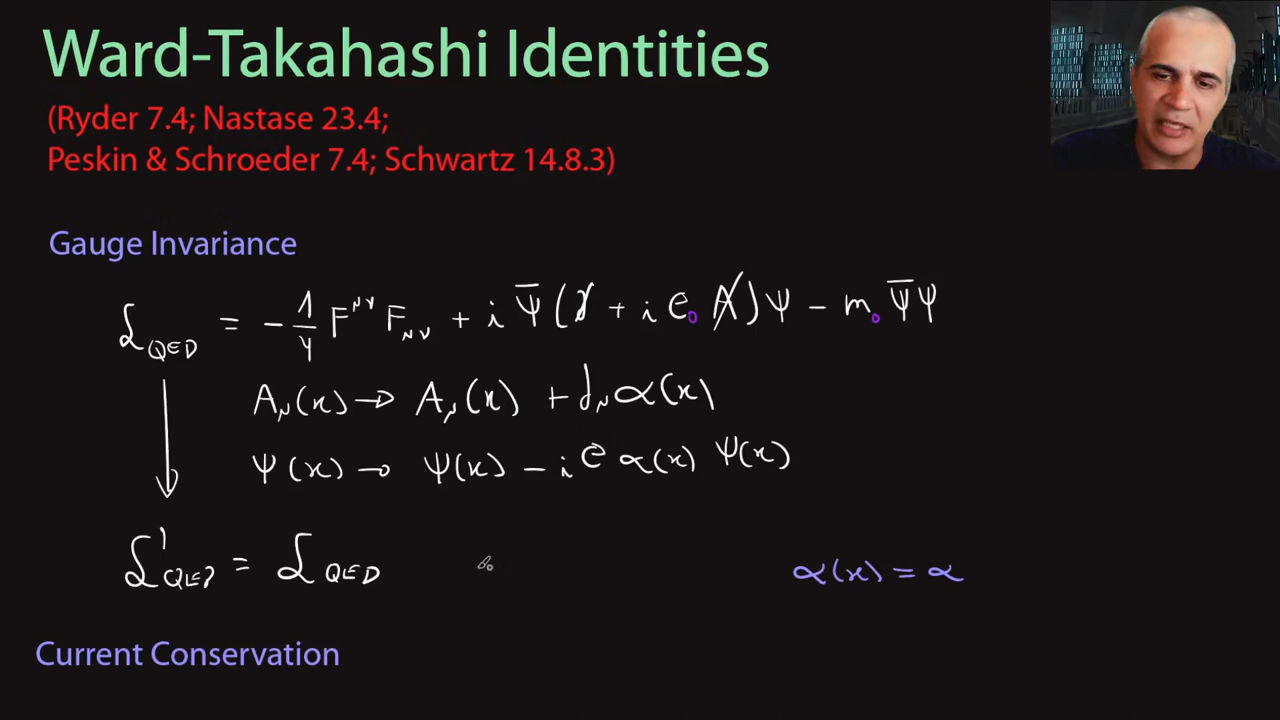 Ward-Takahashi Identities
(Ryder 7.4; Nastase 23.4;
Peskin & Schroeder 7.4; Schwartz 14.8.3)
Gauge Invariance
ℒ_QED = − 1/4 F^μν F_μν + i ψ̄ (∂̸ + i e₀ A̸) ψ − m₀ ψ̄ ψ
A_μ(x) → A_μ(x) + ∂_μ α(x)
ψ(x) → ψ(x) − i e α(x) ψ(x)
ℒ'_QED = ℒ_QED
α(x) = α
Current Conservation